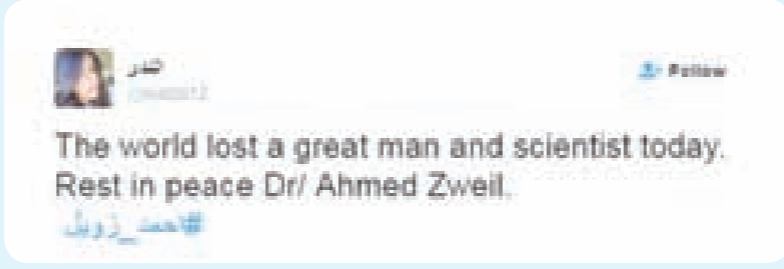 Follow
The world lost a great man and scientist today.
Rest in peace Dr/ Ahmed Zweil.
#احمد_زويل